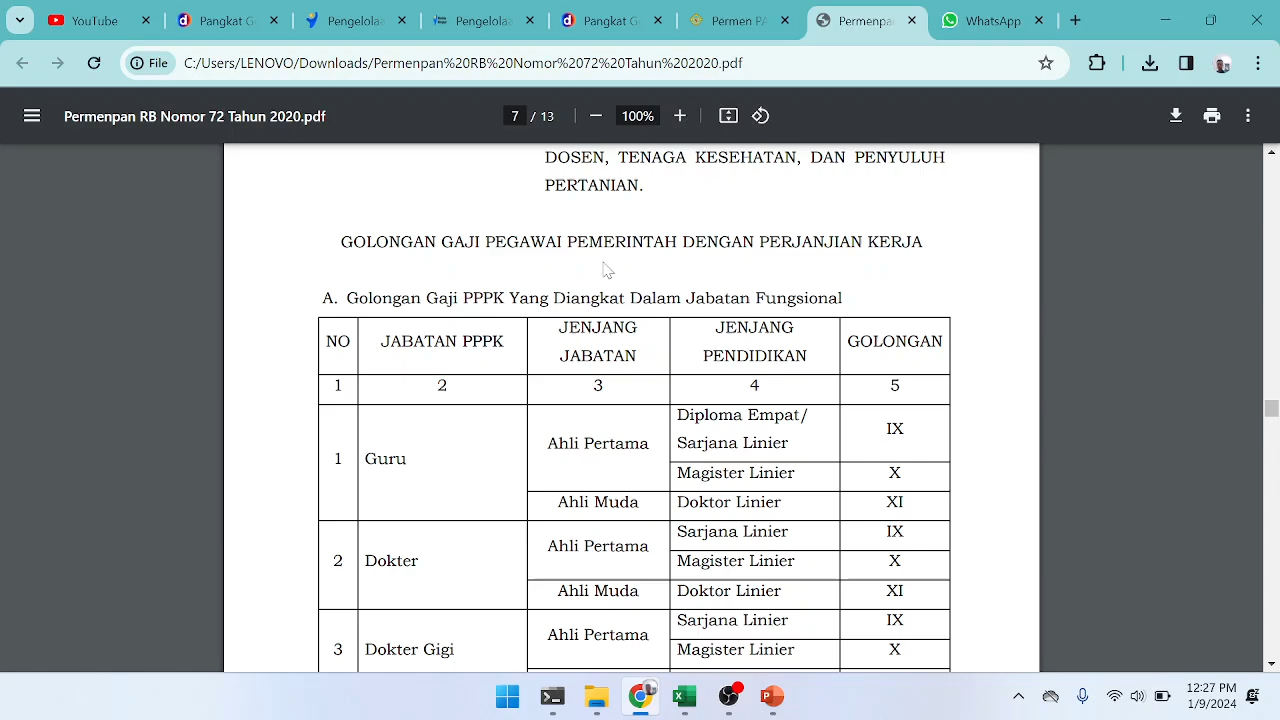 YouTube
Pangkat G
Pengelola
Pengelola
Pangkat G
Permen PA
Permenpan
WhatsApp
File
C:/Users/LENOVO/Downloads/Permenpan%20RB%20Nomor%2072%20Tahun%202020.pdf
Permenpan RB Nomor 72 Tahun 2020.pdf
7 / 13
100%
DOSEN, TENAGA KESEHATAN, DAN PENYULUH
PERTANIAN.
GOLONGAN GAJI PEGAWAI PEMERINTAH DENGAN PERJANJIAN KERJA
A. Golongan Gaji PPPK Yang Diangkat Dalam Jabatan Fungsional
NO JABATAN PPPK JENJANG JABATAN JENJANG PENDIDIKAN GOLONGAN
1 2 3 4 5
1 Guru Ahli Pertama Diploma Empat/ Sarjana Linier IX
Magister Linier X
Ahli Muda Doktor Linier XI
2 Dokter Ahli Pertama Sarjana Linier IX
Magister Linier X
Ahli Muda Doktor Linier XI
3 Dokter Gigi Ahli Pertama Sarjana Linier IX
Magister Linier X
12:27 PM
1/9/2024